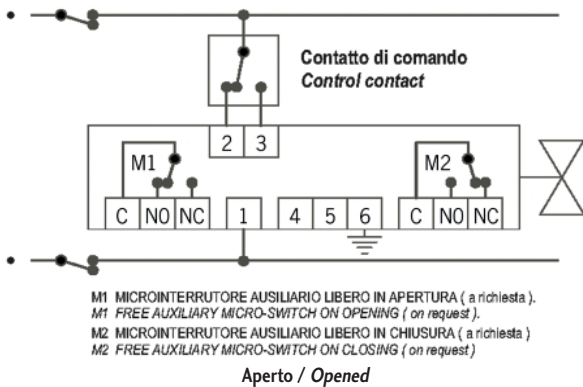 Contatto di comando
Control contact
2 3
M1 M2
C NO NC 1 4 5 6 C NO NC
M1 MICROINTERRUTORE AUSILIARIO LIBERO IN APERTURA ( a richiesta ).
M1 FREE AUXILIARY MICRO-SWITCH ON OPENING ( on request ).
M2 MICROINTERRUTORE AUSILIARIO LIBERO IN CHIUSURA ( a richiesta )
M2 FREE AUXILIARY MICRO-SWITCH ON CLOSING ( on request )
Aperto / Opened